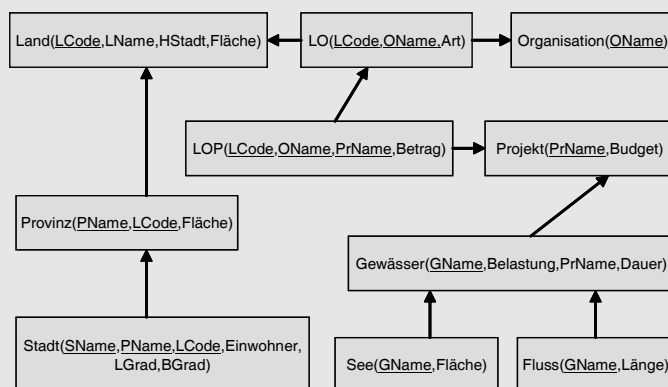 Land(LCode,LName,HStadt,Fläche)
LO(LCode,OName,Art)
Organisation(OName)
LOP(LCode,OName,PrName,Betrag)
Projekt(PrName,Budget)
Provinz(PName,LCode,Fläche)
Gewässer(GName,Belastung,PrName,Dauer)
Stadt(SName,PName,LCode,Einwohner,
LGrad,BGrad)
See(GName,Fläche)
Fluss(GName,Länge)